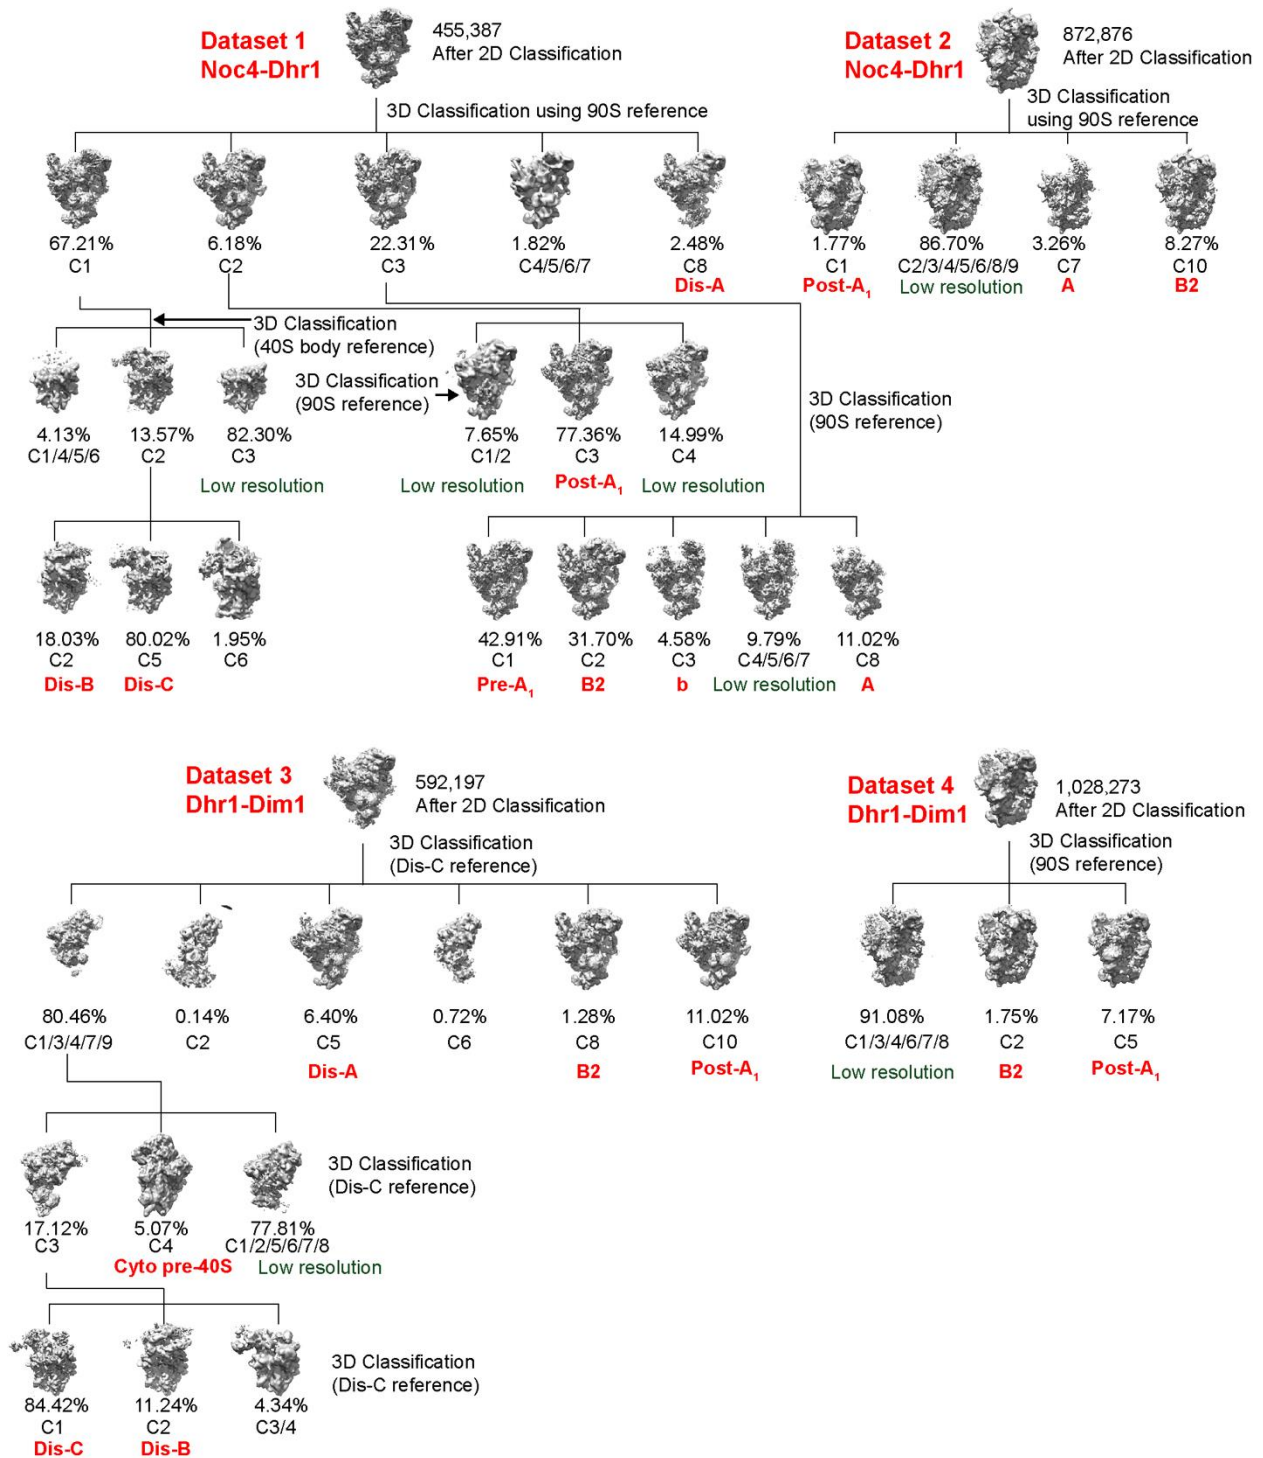 Dataset 1
Noc4-Dhr1
455,387
After 2D Classification
3D Classification using 90S reference
67.21%
C1
6.18%
C2
22.31%
C3
1.82%
C4/5/6/7
2.48%
C8
Dis-A
Dataset 2
Noc4-Dhr1
872,876
After 2D Classification
3D Classification
using 90S reference
1.77%
C1
Post-A1
86.70%
C2/3/4/5/6/8/9
Low resolution
3.26%
C7
A
8.27%
C10
B2
3D Classification
(40S body reference)
4.13%
C1/4/5/6
13.57%
C2
82.30%
C3
Low resolution
3D Classification
(90S reference)
7.65%
C1/2
Low resolution
77.36%
C3
Post-A1
14.99%
C4
Low resolution
3D Classification
(90S reference)
18.03%
C2
Dis-B
80.02%
C5
Dis-C
1.95%
C6
42.91%
C1
Pre-A1
31.70%
C2
B2
4.58%
C3
b
9.79%
C4/5/6/7
Low resolution
11.02%
C8
A
Dataset 3
Dhr1-Dim1
592,197
After 2D Classification
3D Classification
(Dis-C reference)
80.46%
C1/3/4/7/9
0.14%
C2
6.40%
C5
Dis-A
0.72%
C6
1.28%
C8
B2
11.02%
C10
Post-A1
Dataset 4
Dhr1-Dim1
1,028,273
After 2D Classification
3D Classification
(90S reference)
91.08%
C1/3/4/6/7/8
Low resolution
1.75%
C2
B2
7.17%
C5
Post-A1
3D Classification
(Dis-C reference)
17.12%
C3
5.07%
C4
Cyto pre-40S
77.81%
C1/2/5/6/7/8
Low resolution
3D Classification
(Dis-C reference)
84.42%
C1
Dis-C
11.24%
C2
Dis-B
4.34%
C3/4